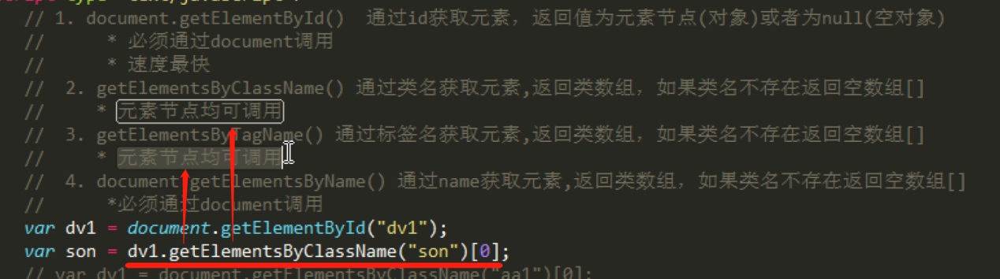 // 1. document.getElementById() 通过id获取元素，返回值为元素节点(对象)或者为null(空对象)
// * 必须通过document调用
// * 速度最快
// 2. getElementsByClassName() 通过类名获取元素,返回类数组，如果类名不存在返回空数组[]
// * 元素节点均可调用
// 3. getElementsByTagName() 通过标签名获取元素,返回类数组，如果类名不存在返回空数组[]
// * 元素节点均可调用
// 4. document.getElementsByName() 通过name获取元素,返回类数组，如果类名不存在返回空数组[]
// *必须通过document调用
var dv1 = document.getElementById("dv1");
var son = dv1.getElementsByClassName("son")[0];
// var dv1 = document.getElementsByClassName("aa1")[0];